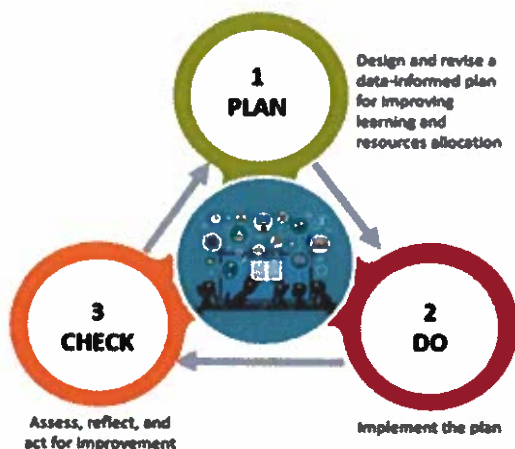 1
PLAN
Design and revise a
data-informed plan
for improving
learning and
resources allocation
2
DO
Implement the plan
3
CHECK
Assess, reflect, and
act for improvement